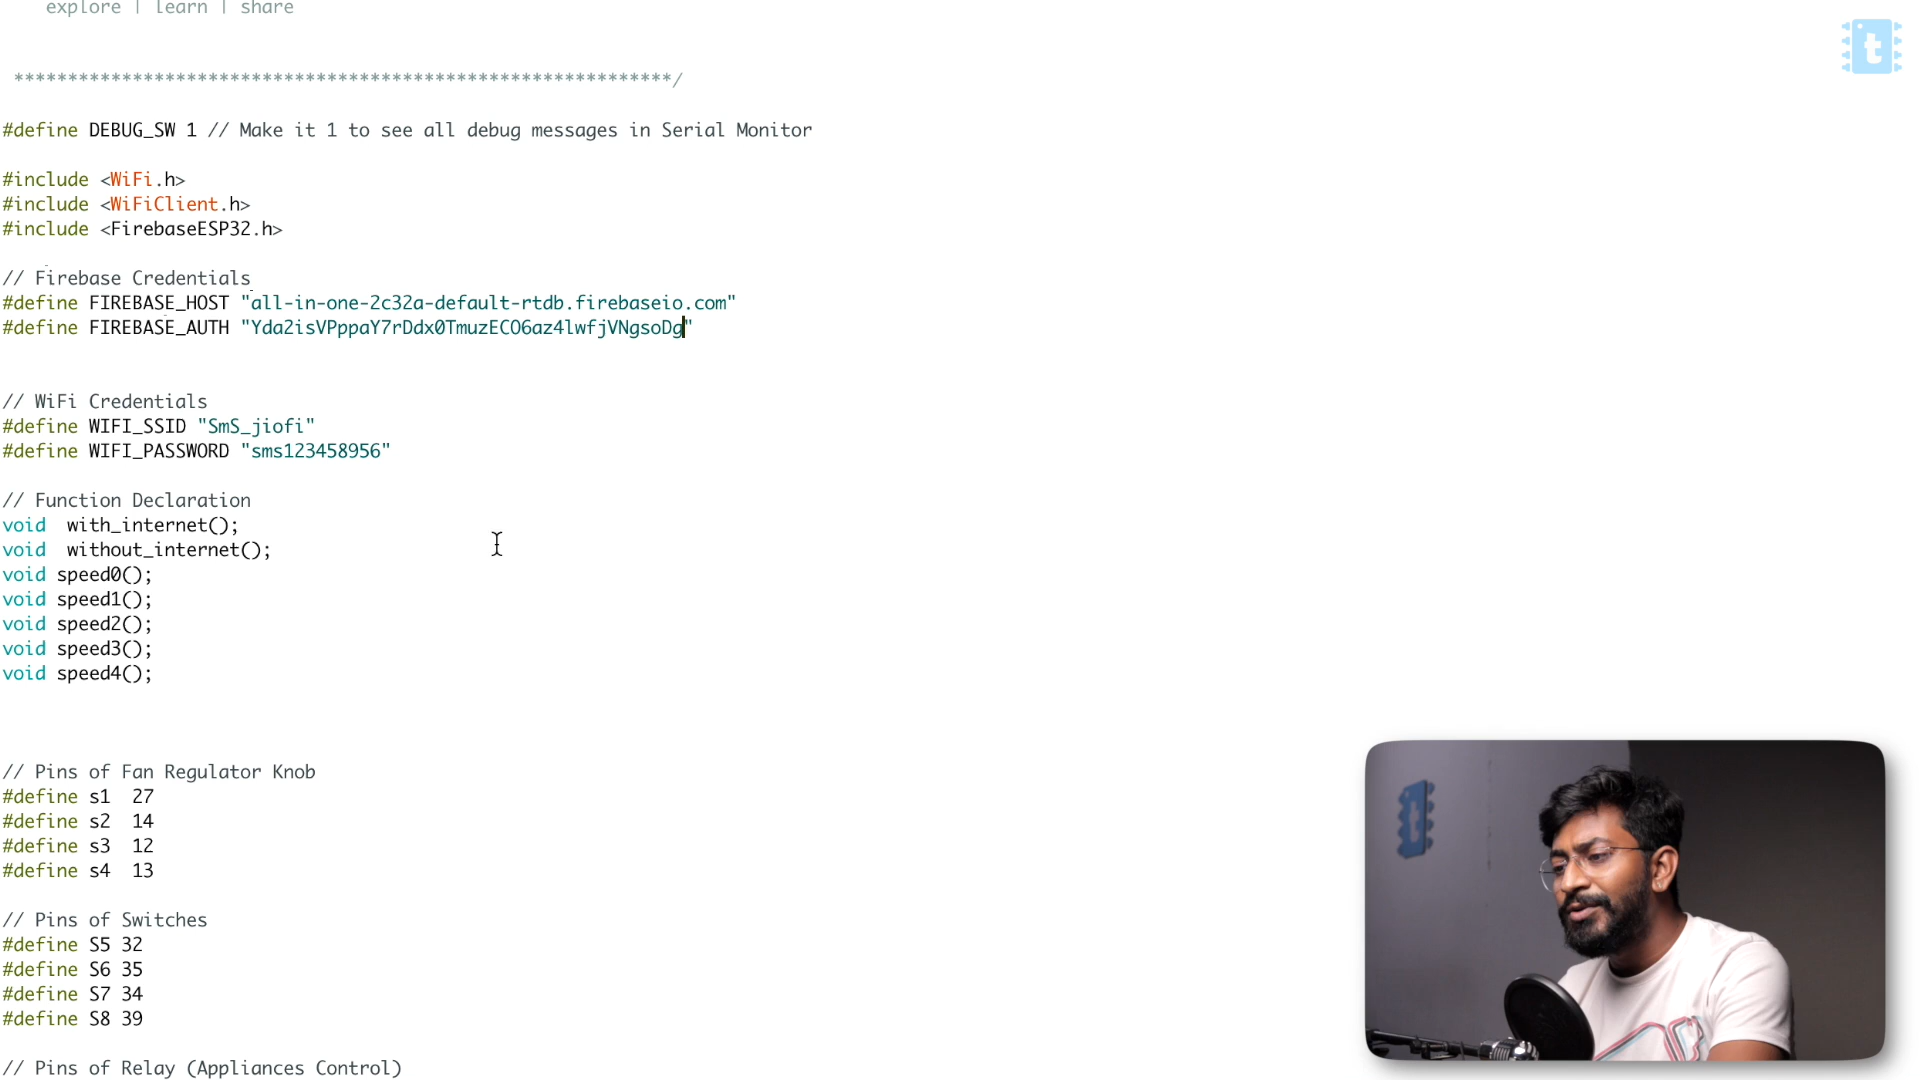 explore | learn | share
*************************************************************/
#define DEBUG_SW 1 // Make it 1 to see all debug messages in Serial Monitor
#include <WiFi.h>
#include <WiFiClient.h>
#include <FirebaseESP32.h>
// Firebase Credentials
#define FIREBASE_HOST "all-in-one-2c32a-default-rtdb.firebaseio.com"
#define FIREBASE_AUTH "Yda2isVPppaY7rDdx0TmuzECO6az4lwfjVNgsoDg"
// WiFi Credentials
#define WIFI_SSID "SmS_jiofi"
#define WIFI_PASSWORD "sms123458956"
// Function Declaration
void  with_internet();
void  without_internet();
void speed0();
void speed1();
void speed2();
void speed3();
void speed4();
// Pins of Fan Regulator Knob
#define s1  27
#define s2  14
#define s3  12
#define s4  13
// Pins of Switches
#define S5 32
#define S6 35
#define S7 34
#define S8 39
// Pins of Relay (Appliances Control)
t
t